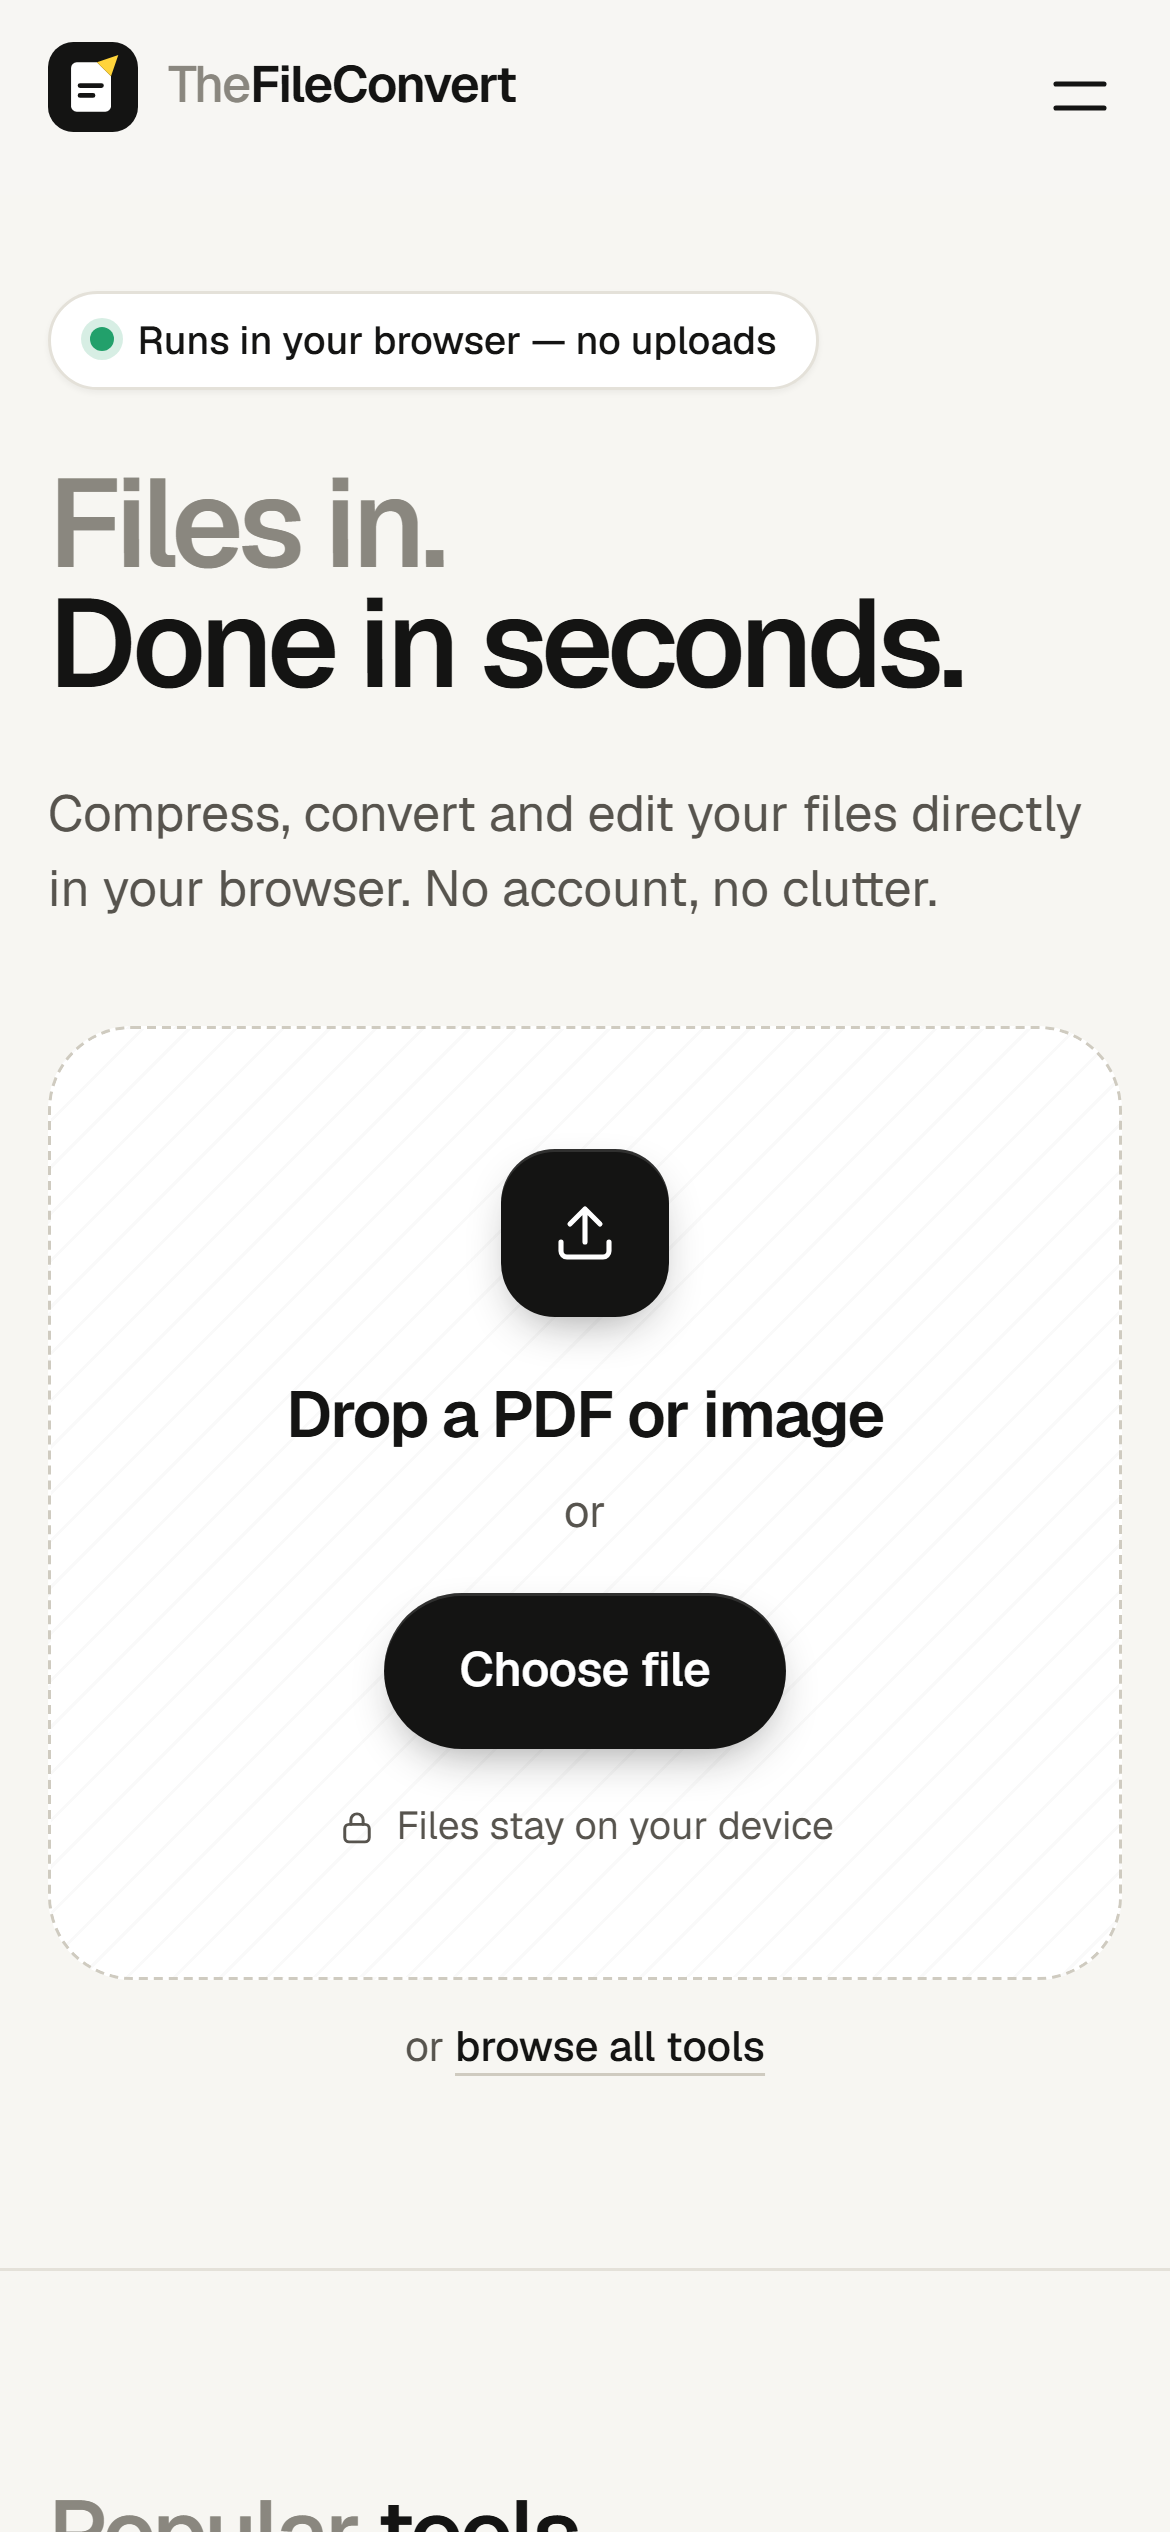 TheFileConvert
Runs in your browser — no uploads
Files in.
Done in seconds.
Compress, convert and edit your files directly
in your browser. No account, no clutter.
Drop a PDF or image
or
Choose file
Files stay on your device
or browse all tools
Popular tools